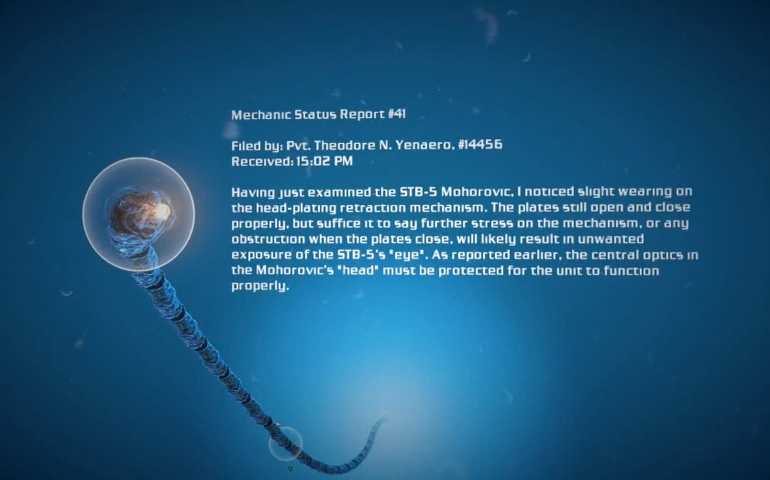 Mechanic Status Report #41
Filed by: Pvt. Theodore N. Yenaero, #14456
Received: 15:02 PM
Having just examined the STB-5 Mohorovic, I noticed slight wearing on
the head-plating retraction mechanism. The plates still open and close
properly, but suffice it to say further stress on the mechanism, or any
obstruction when the plates close, will likely result in unwanted
exposure of the STB-5's "eye". As reported earlier, the central optics in
the Mohorovic's "head" must be protected for the unit to function
properly.